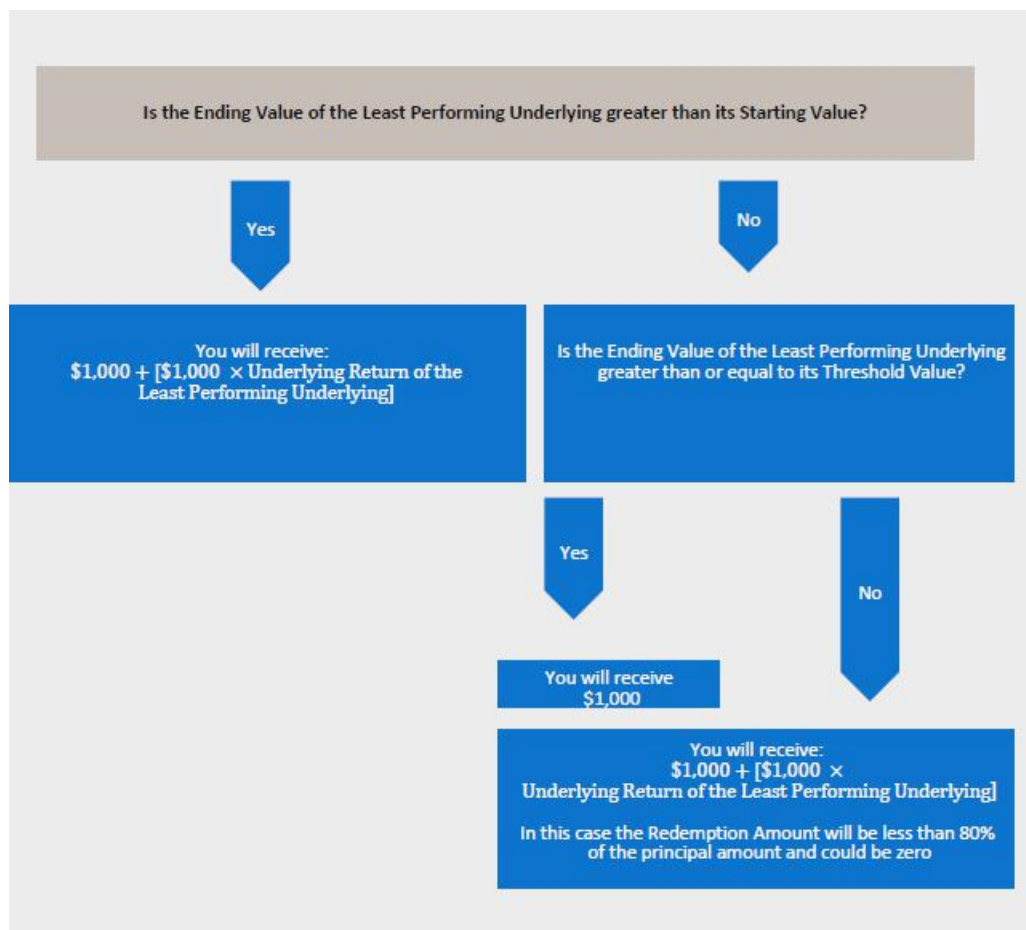 Is the Ending Value of the Least Performing Underlying greater than its Starting Value?
Yes
No
You will receive:
$1,000 + [$1,000 × Underlying Return of the
Least Performing Underlying]
Is the Ending Value of the Least Performing Underlying
greater than or equal to its Threshold Value?
Yes
No
You will receive
$1,000
You will receive:
$1,000 + [$1,000 ×
Underlying Return of the Least Performing Underlying]
In this case the Redemption Amount will be less than 80%
of the principal amount and could be zero